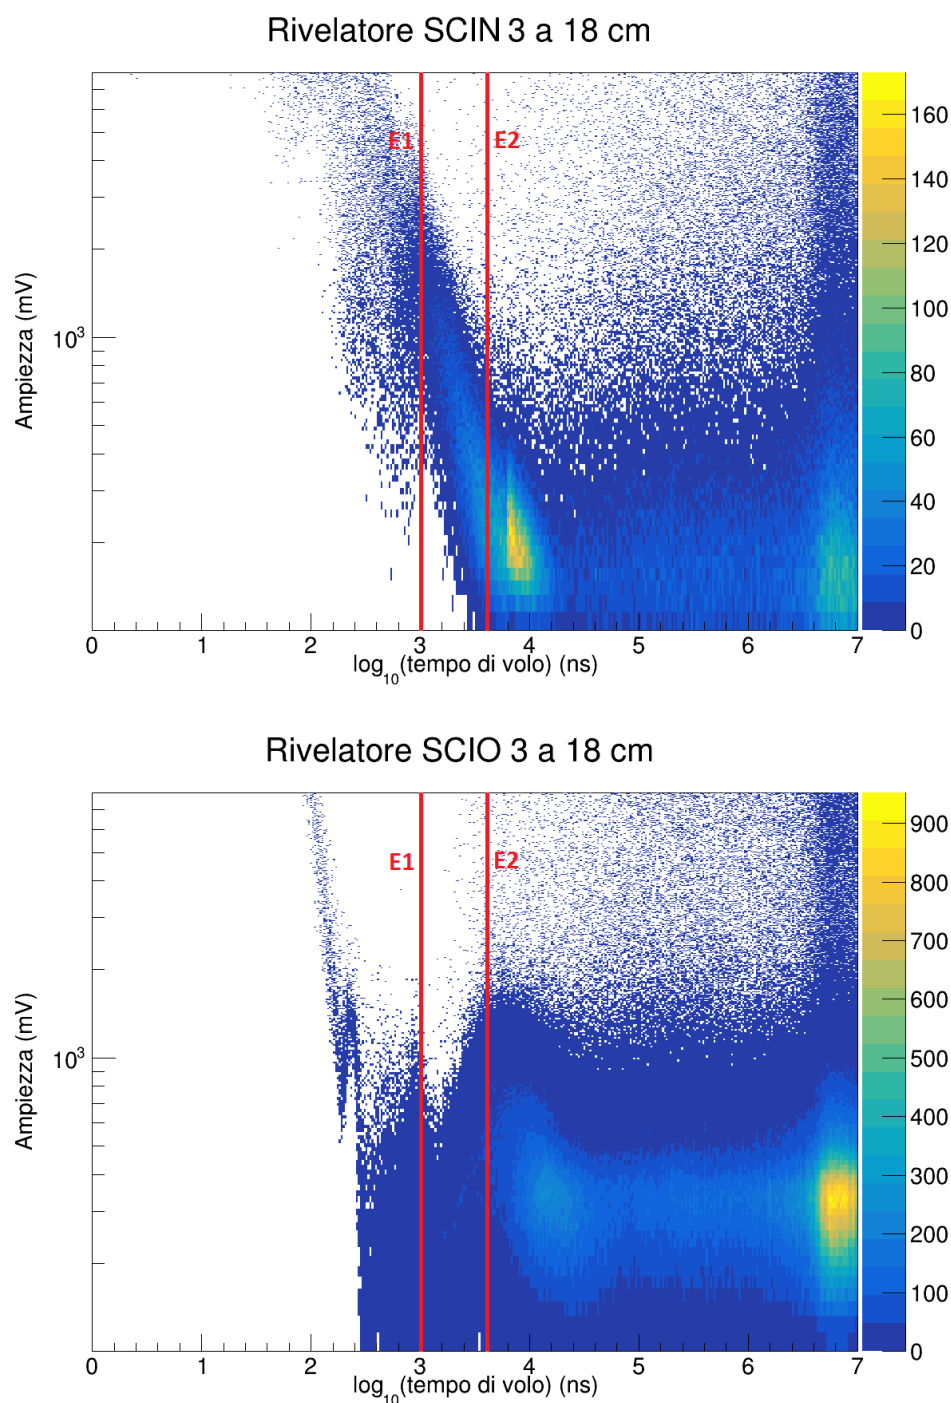 Rivelatore SCIN 3 a 18 cm
E1
E2
Ampiezza (mV)
10³
160
140
120
100
80
60
40
20
0
0 1 2 3 4 5 6 7
log₁₀(tempo di volo) (ns)
Rivelatore SCIO 3 a 18 cm
E1
E2
Ampiezza (mV)
10³
900
800
700
600
500
400
300
200
100
0
0 1 2 3 4 5 6 7
log₁₀(tempo di volo) (ns)